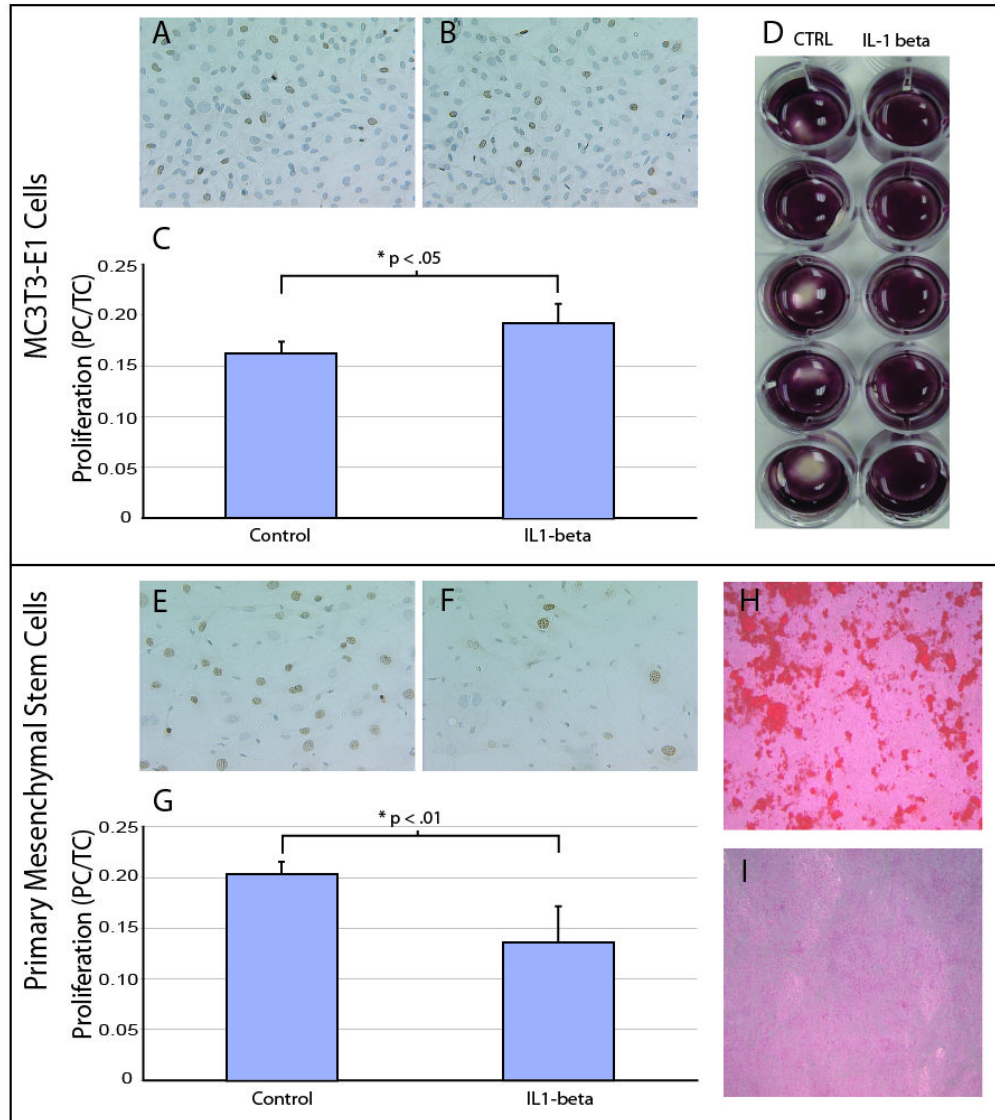 MC3T3-E1 Cells
A
B
C
* p < .05
Proliferation (PC/TC)
0.25
0.20
0.15
0.10
0.05
0
Control
IL1-beta
D
CTRL
IL-1 beta
Primary Mesenchymal Stem Cells
E
F
G
* p < .01
Proliferation (PC/TC)
0.25
0.20
0.15
0.10
0.05
0
Control
IL1-beta
H
I